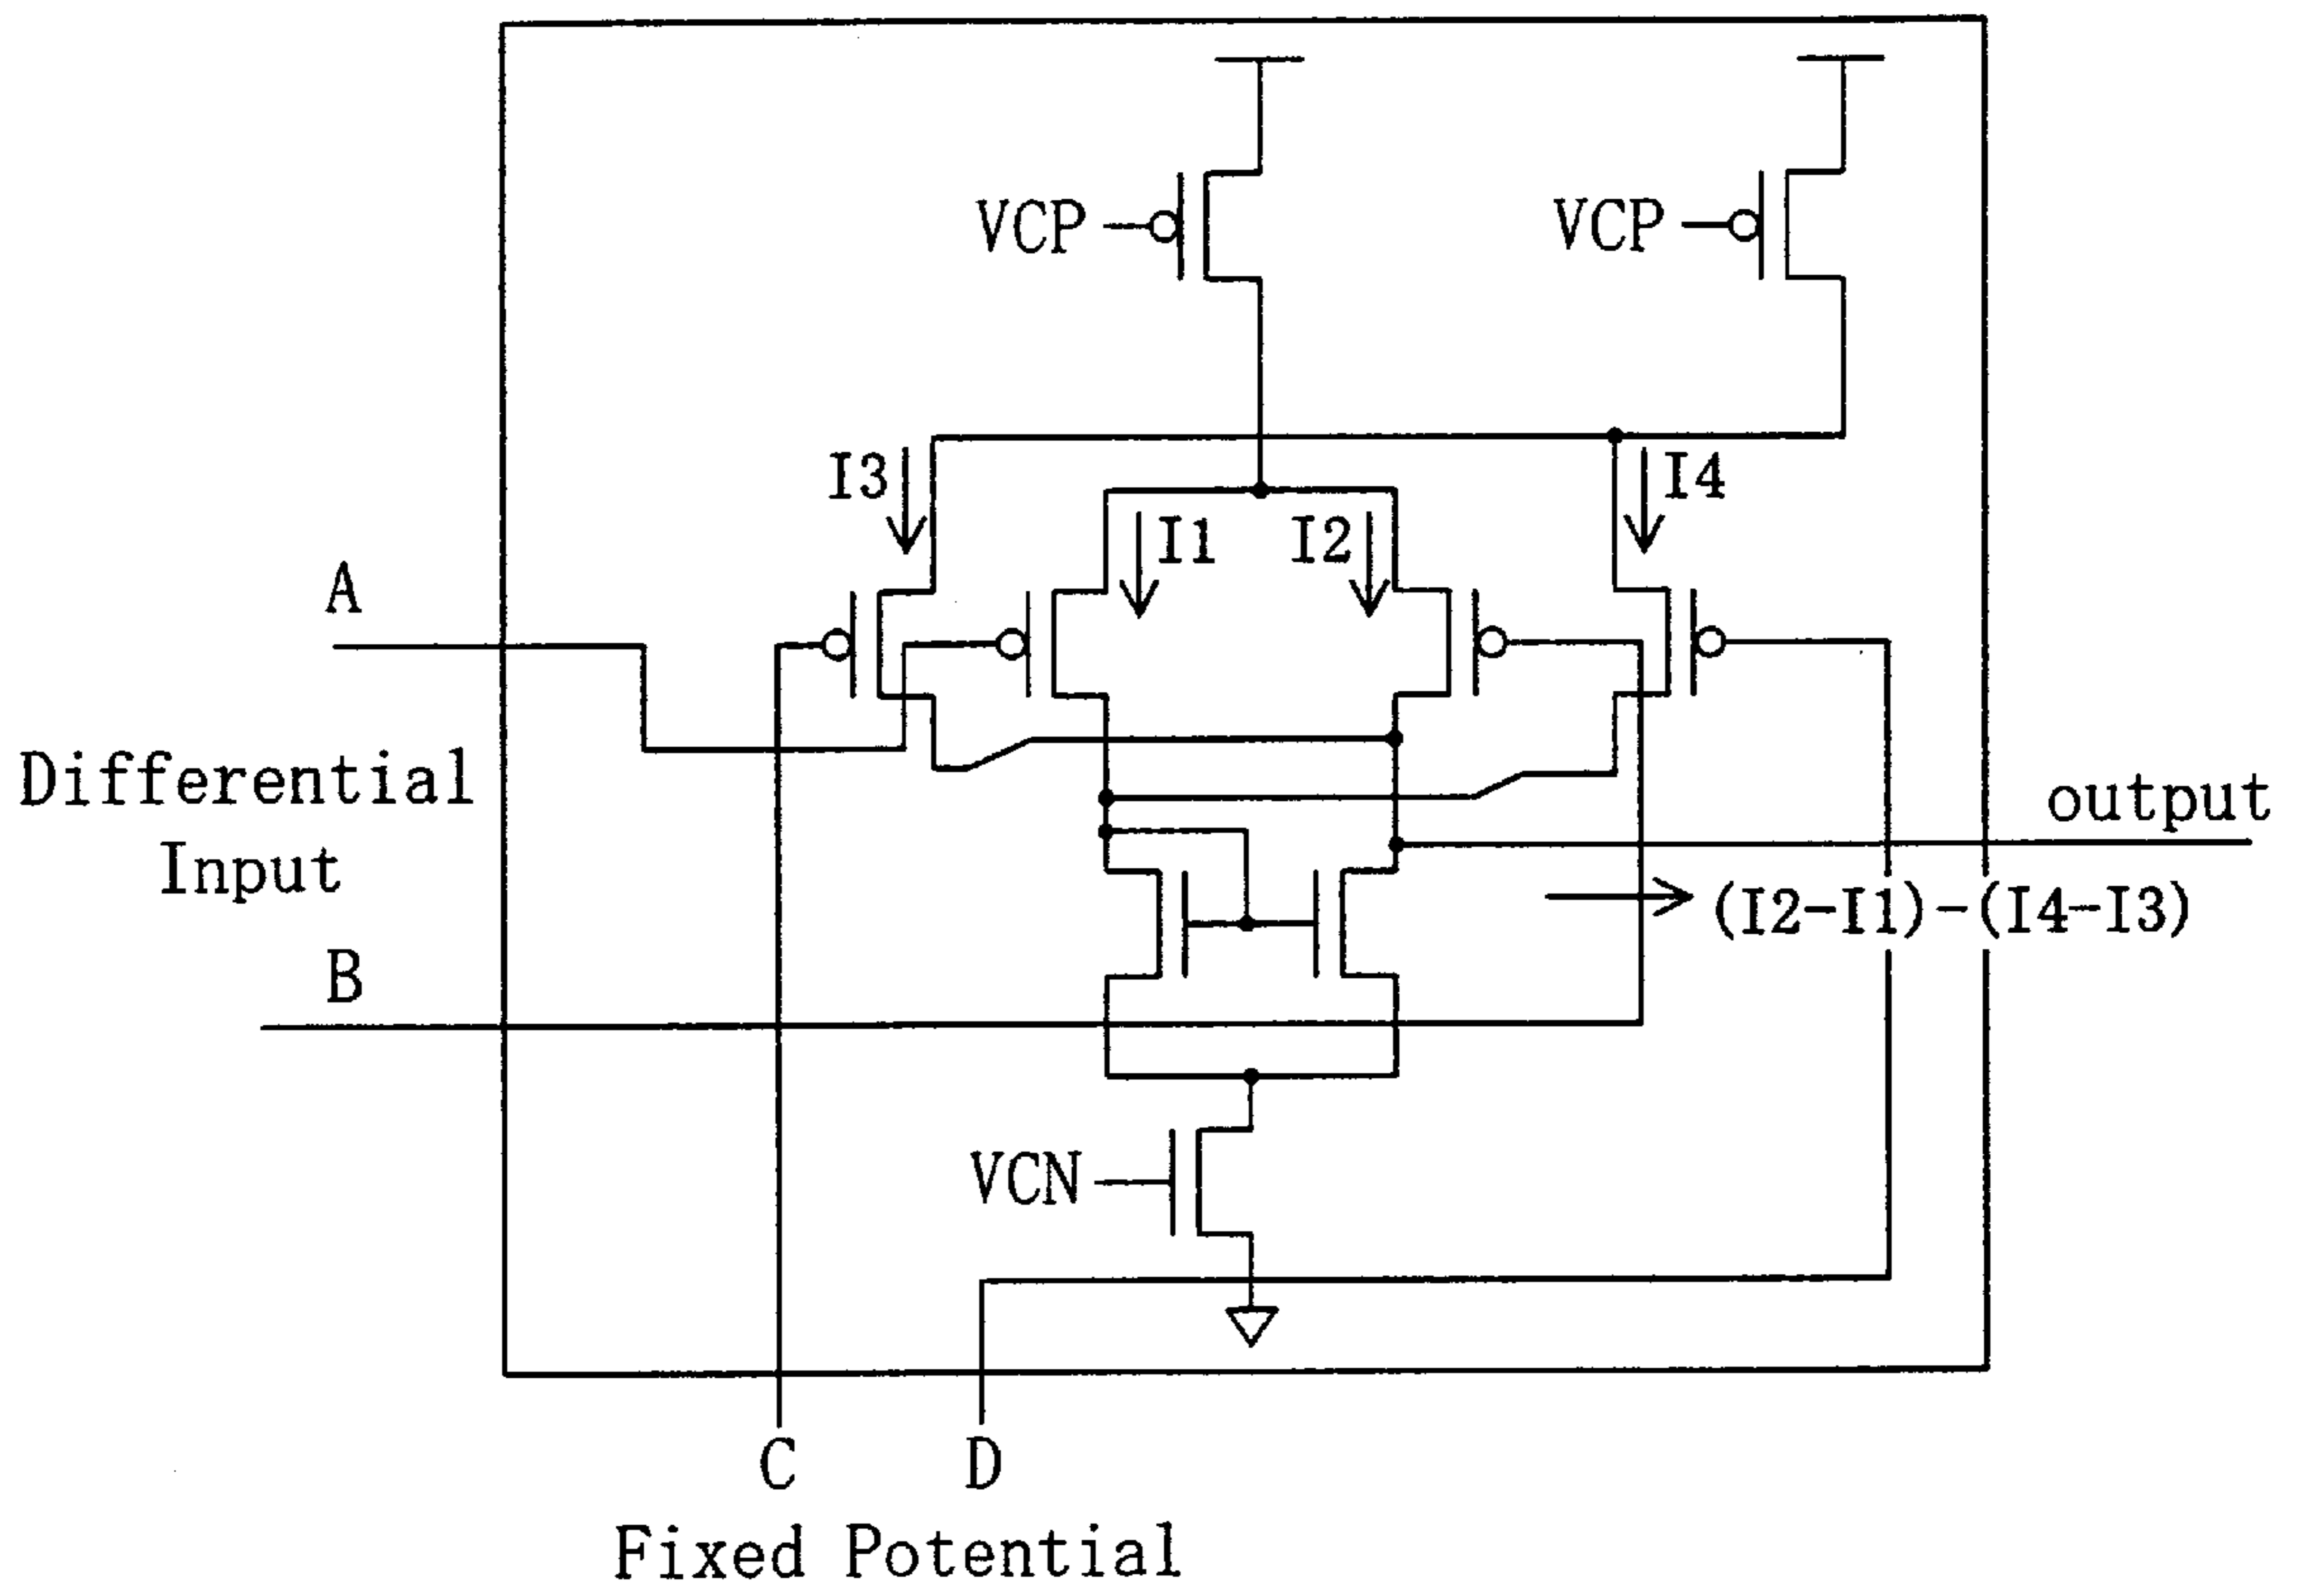 VCP VCP
I3 I4
I1 I2
A
Differential
Input
output
(I2-I1)-(I4-I3)
B
VCN
C D
Fixed Potential